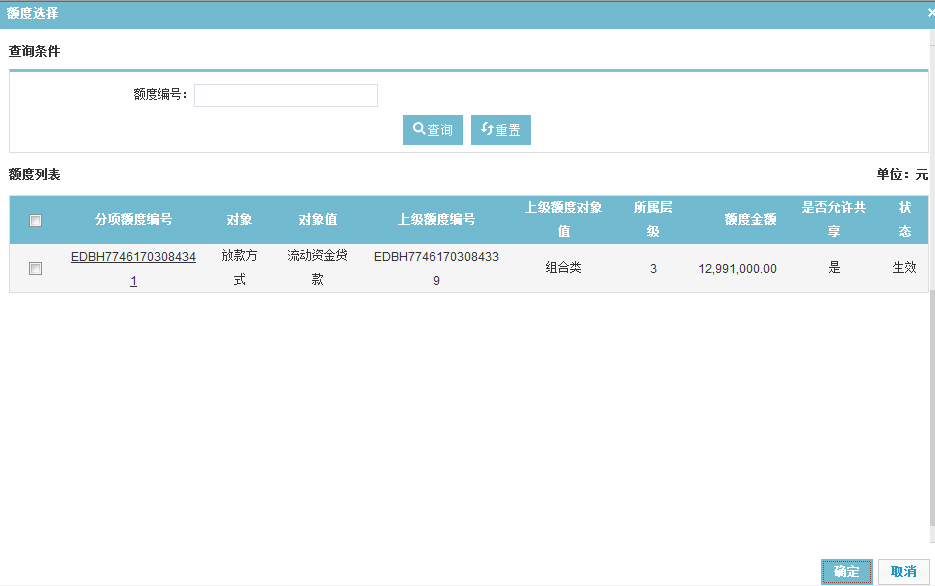 额度选择
查询条件
额度编号：
查询 重置
额度列表 单位：元
分项额度编号 对象 对象值 上级额度编号 上级额度对象 所属层 额度金额 是否允许共 状
值 级 享 态
EDBH7746170308434 放款方 流动资金贷 EDBH7746170308433 组合类 3 12,991,000.00 是 生效
1 式 款 9
确定 取消